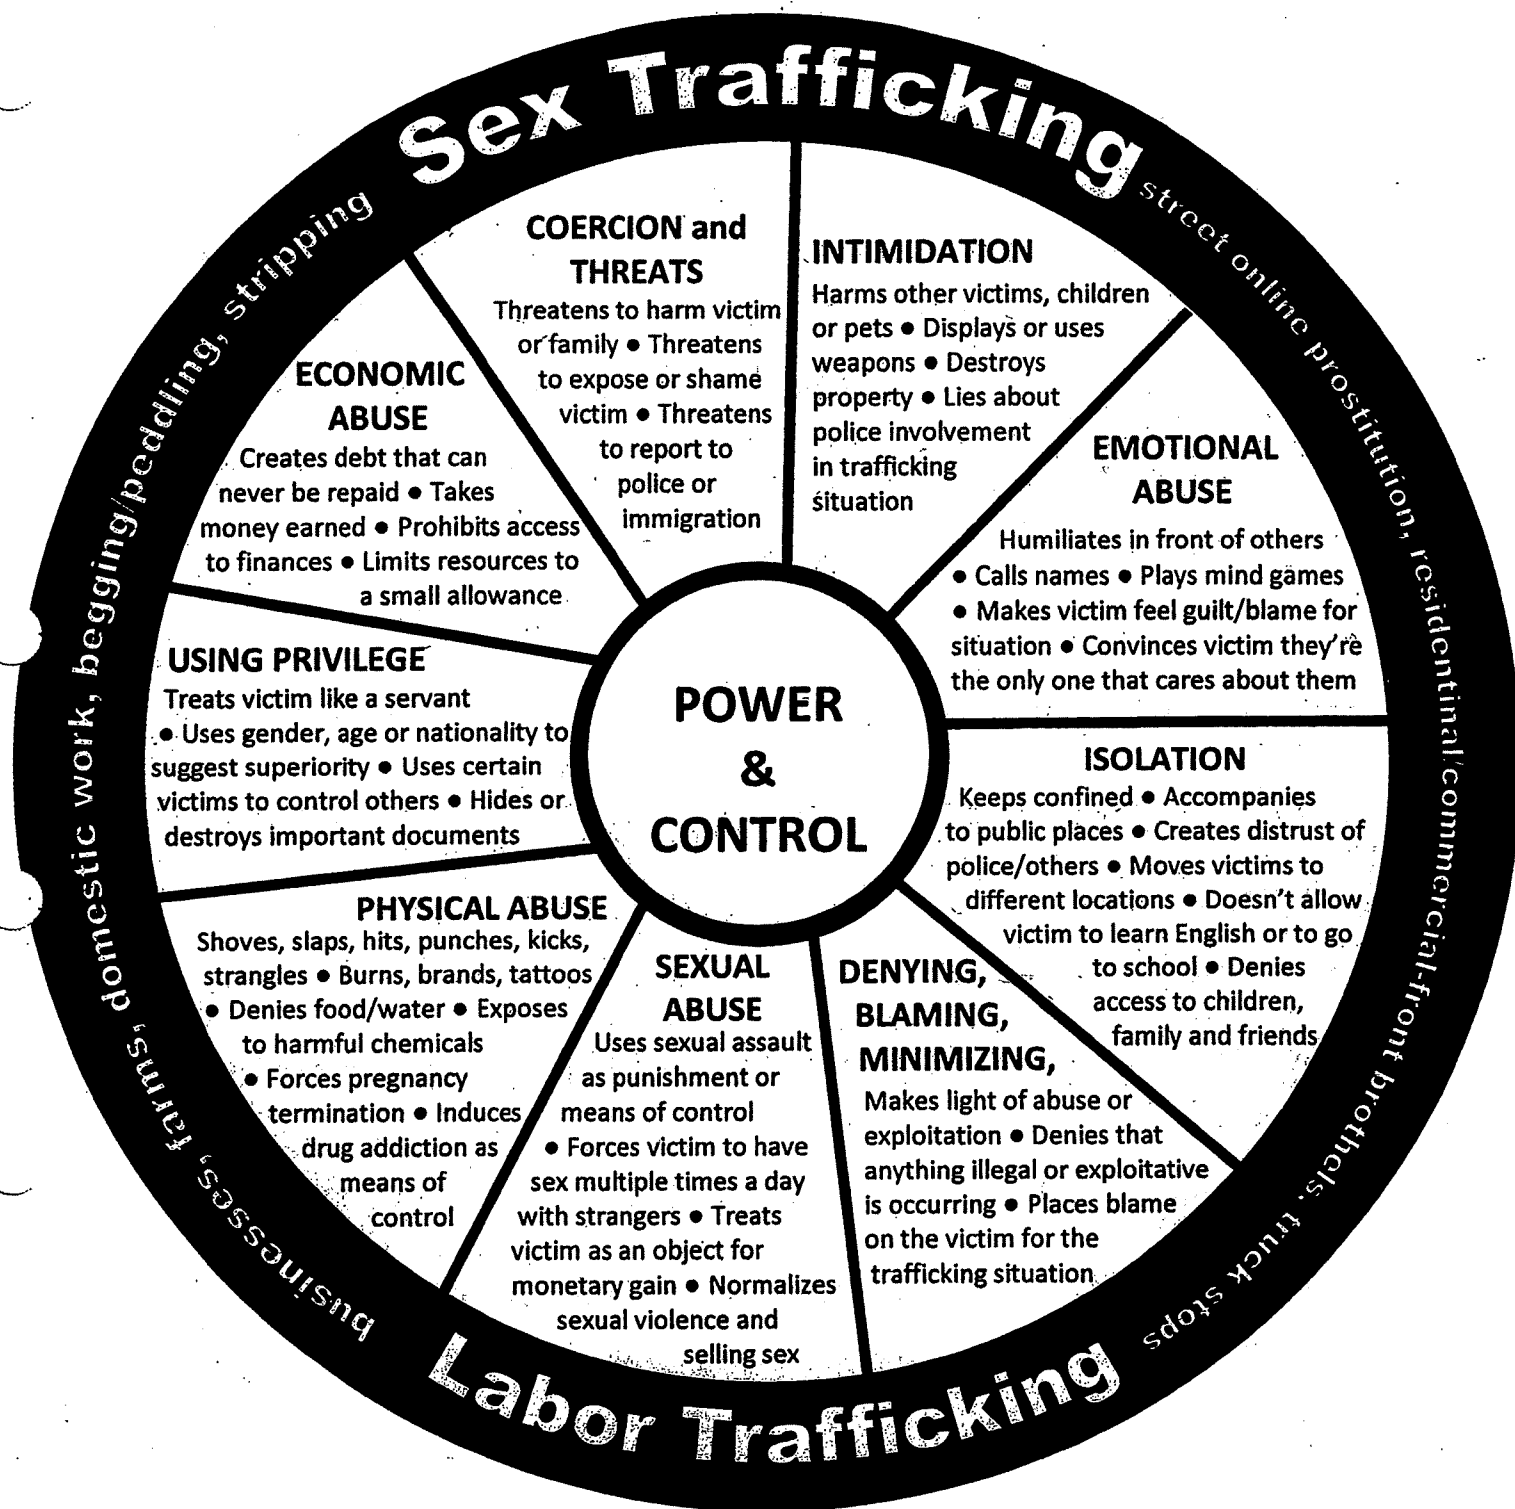 Sex Trafficking
street online prostitution, residentinal/commercial-front brothels, truck stops
COERCION and
THREATS
Threatens to harm victim
or family ● Threatens
to expose or shame
victim ● Threatens
to report to
police or
immigration
INTIMIDATION
Harms other victims, children
or pets ● Displays or uses
weapons ● Destroys
property ● Lies about
police involvement
in trafficking
situation
EMOTIONAL
ABUSE
Humiliates in front of others
● Calls names ● Plays mind games
● Makes victim feel guilt/blame for
situation ● Convinces victim they're
the only one that cares about them
ISOLATION
Keeps confined ● Accompanies
to public places ● Creates distrust of
police/others ● Moves victims to
different locations ● Doesn't allow
victim to learn English or to go
to school ● Denies
access to children,
family and friends
DENYING,
BLAMING,
MINIMIZING,
Makes light of abuse or
exploitation ● Denies that
anything illegal or exploitative
is occurring ● Places blame
on the victim for the
trafficking situation
SEXUAL
ABUSE
Uses sexual assault
as punishment or
means of control
● Forces victim to have
sex multiple times a day
with strangers ● Treats
victim as an object for
monetary gain ● Normalizes
sexual violence and
selling sex
PHYSICAL ABUSE
Shoves, slaps, hits, punches, kicks,
strangles ● Burns, brands, tattoos
● Denies food/water ● Exposes
to harmful chemicals
● Forces pregnancy
termination ● Induces
drug addiction as
means of
control
USING PRIVILEGE
Treats victim like a servant
● Uses gender, age or nationality to
suggest superiority ● Uses certain
victims to control others ● Hides or
destroys important documents
ECONOMIC
ABUSE
Creates debt that can
never be repaid ● Takes
money earned ● Prohibits access
to finances ● Limits resources to
a small allowance
POWER
&
CONTROL
Labor Trafficking
businesses, farms, domestic work, begging/peddling, stripping